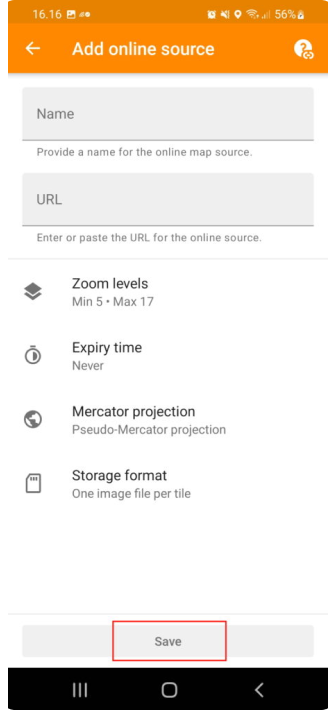 16.16 56%
Add online source
Name
Provide a name for the online map source.
URL
Enter or paste the URL for the online source.
Zoom levels
Min 5 • Max 17
Expiry time
Never
Mercator projection
Pseudo-Mercator projection
Storage format
One image file per tile
Save